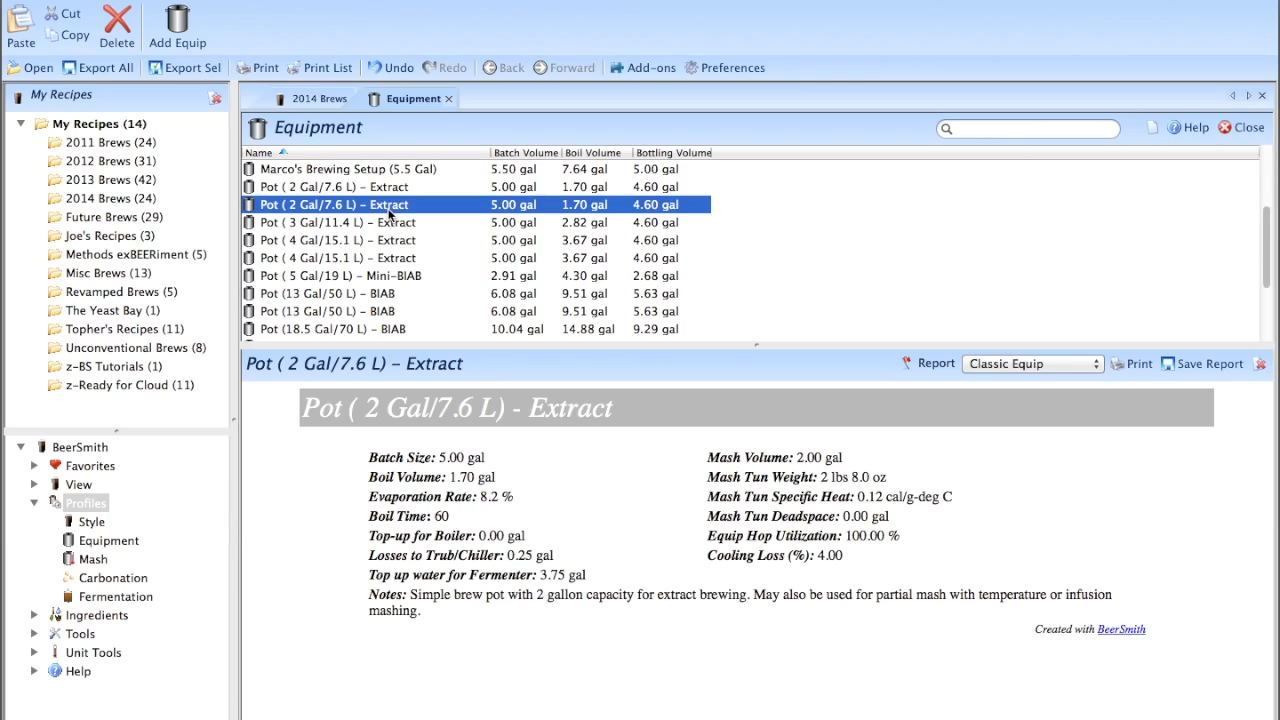 Cut
Copy
Paste Delete Add Equip
Open Export All Export Sel Print Print List Undo Redo Back Forward Add-ons Preferences
My Recipes
My Recipes (14)
2011 Brews (24)
2012 Brews (31)
2013 Brews (42)
2014 Brews (24)
Future Brews (29)
Joe's Recipes (3)
Methods exBEERiment (5)
Misc Brews (13)
Revamped Brews (5)
The Yeast Bay (1)
Topher's Recipes (11)
Unconventional Brews (8)
z-BS Tutorials (1)
z-Ready for Cloud (11)
BeerSmith
Favorites
View
Profiles
Style
Equipment
Mash
Carbonation
Fermentation
Ingredients
Tools
Unit Tools
Help
2014 Brews Equipment
Equipment Help Close
Name Batch Volume Boil Volume Bottling Volume
Marco's Brewing Setup (5.5 Gal) 5.50 gal 7.64 gal 5.00 gal
Pot ( 2 Gal/7.6 L) – Extract 5.00 gal 1.70 gal 4.60 gal
Pot ( 2 Gal/7.6 L) – Extract 5.00 gal 1.70 gal 4.60 gal
Pot ( 3 Gal/11.4 L) – Extract 5.00 gal 2.82 gal 4.60 gal
Pot ( 4 Gal/15.1 L) – Extract 5.00 gal 3.67 gal 4.60 gal
Pot ( 4 Gal/15.1 L) – Extract 5.00 gal 3.67 gal 4.60 gal
Pot ( 5 Gal/19 L) – Mini-BIAB 2.91 gal 4.30 gal 2.68 gal
Pot (13 Gal/50 L) – BIAB 6.08 gal 9.51 gal 5.63 gal
Pot (13 Gal/50 L) – BIAB 6.08 gal 9.51 gal 5.63 gal
Pot (18.5 Gal/70 L) – BIAB 10.04 gal 14.88 gal 9.29 gal
Pot ( 2 Gal/7.6 L) – Extract Report Classic Equip Print Save Report
Pot ( 2 Gal/7.6 L) - Extract
Batch Size: 5.00 gal Mash Volume: 2.00 gal
Boil Volume: 1.70 gal Mash Tun Weight: 2 lbs 8.0 oz
Evaporation Rate: 8.2 % Mash Tun Specific Heat: 0.12 cal/g-deg C
Boil Time: 60 Mash Tun Deadspace: 0.00 gal
Top-up for Boiler: 0.00 gal Equip Hop Utilization: 100.00 %
Losses to Trub/Chiller: 0.25 gal Cooling Loss (%): 4.00
Top up water for Fermenter: 3.75 gal
Notes: Simple brew pot with 2 gallon capacity for extract brewing. May also be used for partial mash with temperature or infusion
mashing.
Created with BeerSmith